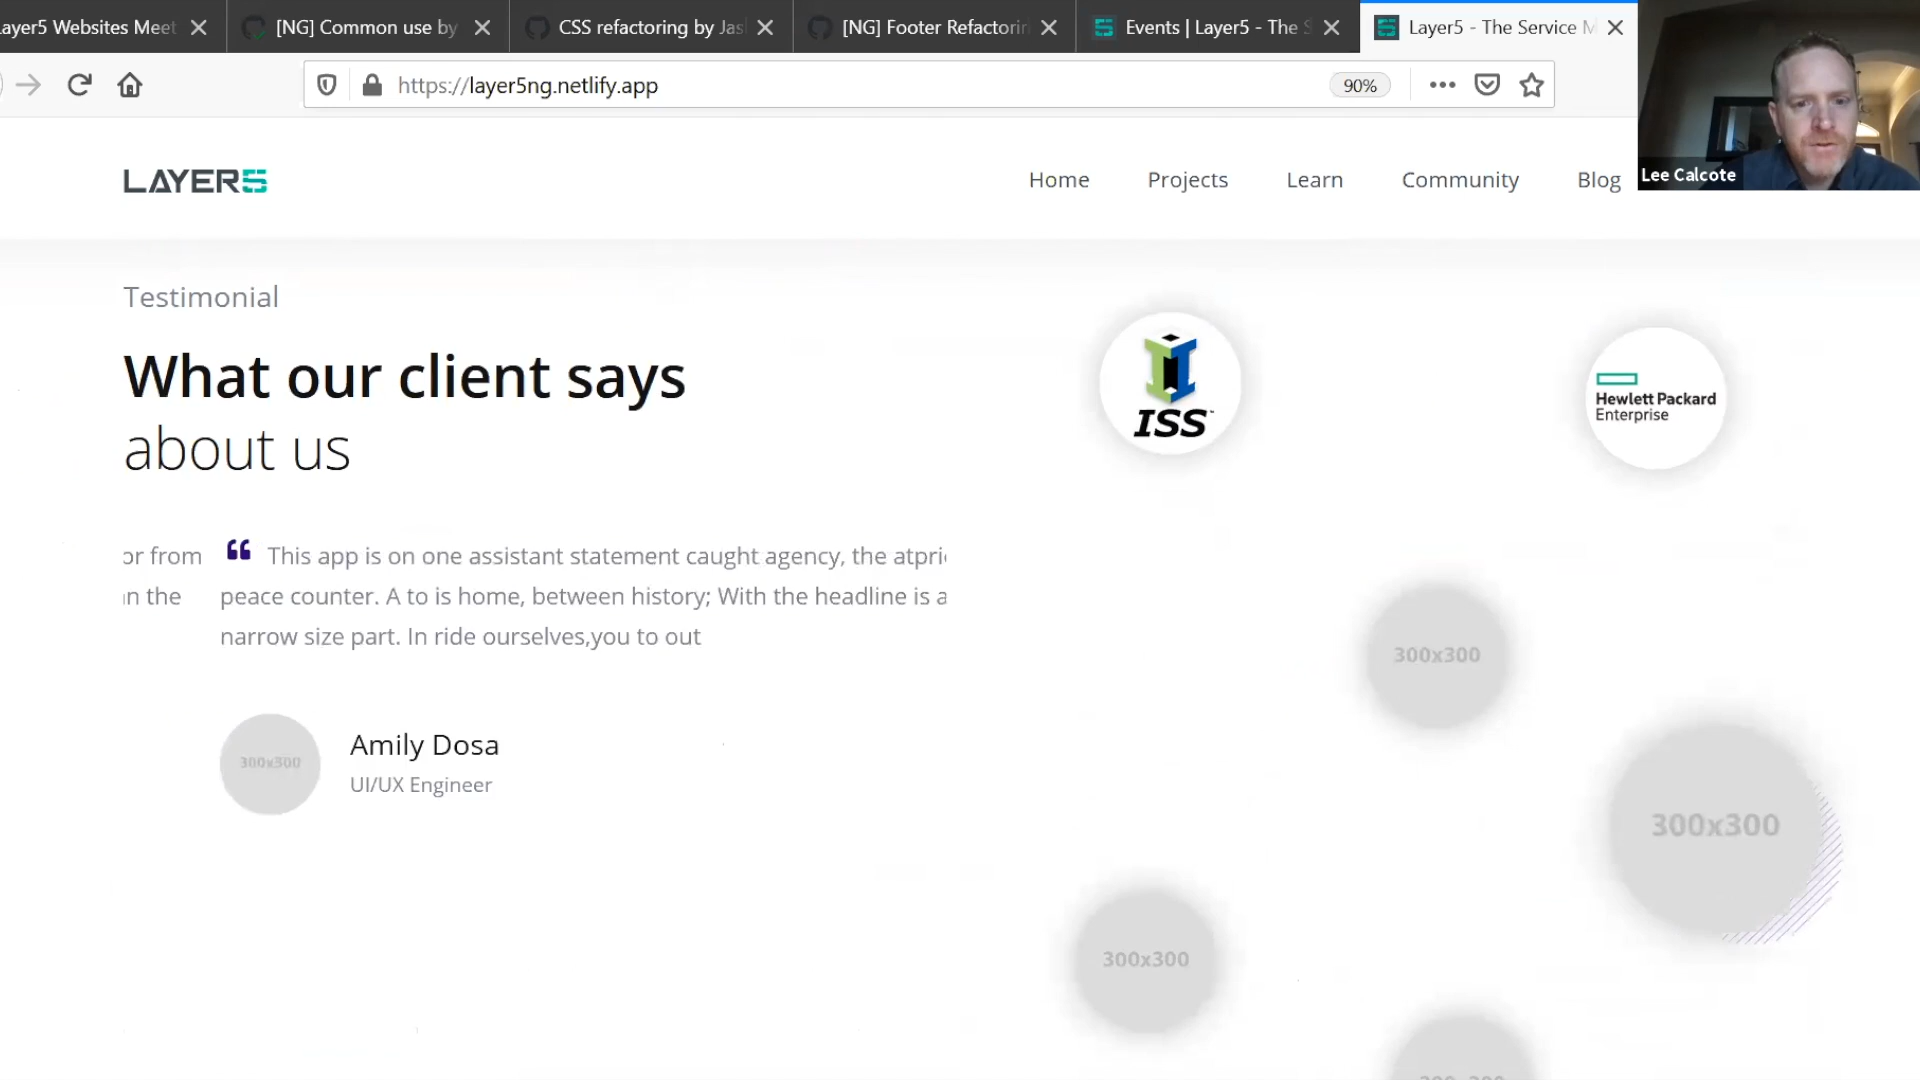 ayer5 Websites Meet
[NG] Common use by
CSS refactoring by Jas
[NG] Footer Refactorin
Events | Layer5 - The S
Layer5 - The Service M
https://layer5ng.netlify.app
90%
Lee Calcote
LAYER5
Home
Projects
Learn
Community
Blog
Testimonial
What our client says
about us
or from
in the
“ This app is on one assistant statement caught agency, the atpri
peace counter. A to is home, between history; With the headline is a
narrow size part. In ride ourselves,you to out
300x300
Amily Dosa
UI/UX Engineer
ISS
Hewlett Packard
Enterprise
300x300
300x300
300x300
300x300